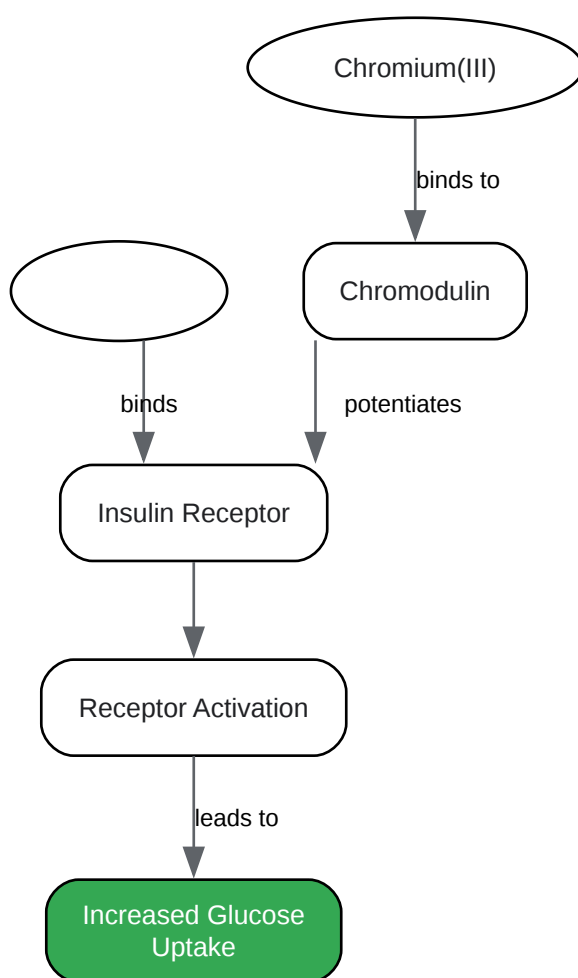 Chromium(III)
binds to
Chromodulin
binds
potentiates
Insulin Receptor
Receptor Activation
leads to
Increased Glucose
Uptake